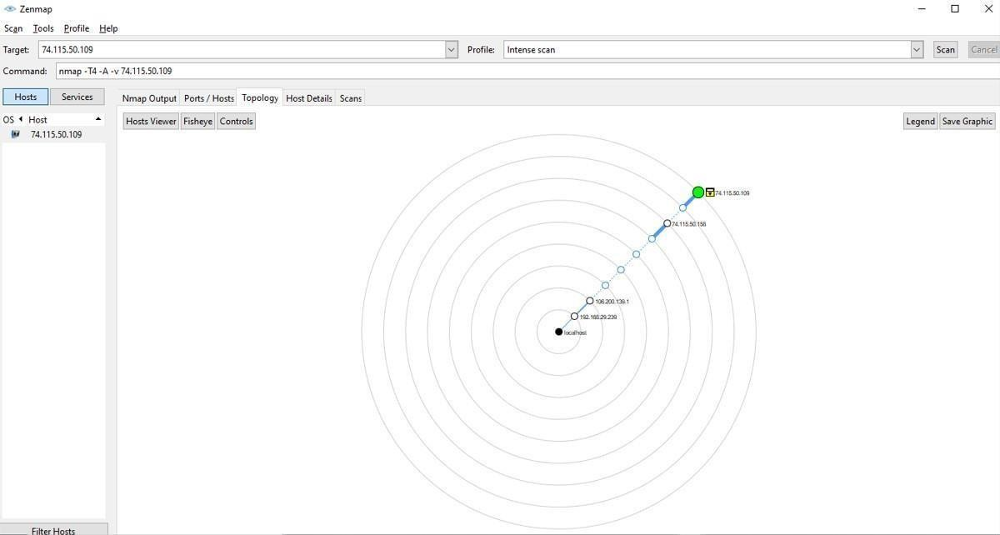 Zenmap
Scan Tools Profile Help
Target: 74.115.50.109 Profile: Intense scan Scan Cancel
Command: nmap -T4 -A -v 74.115.50.109
Hosts Services Nmap Output Ports / Hosts Topology Host Details Scans
OS Host Hosts Viewer Fisheye Controls Legend Save Graphic
74.115.50.109
74.115.50.109
74.115.50.158
106.200.139.1
192.168.29.239
localhost
Filter Hosts